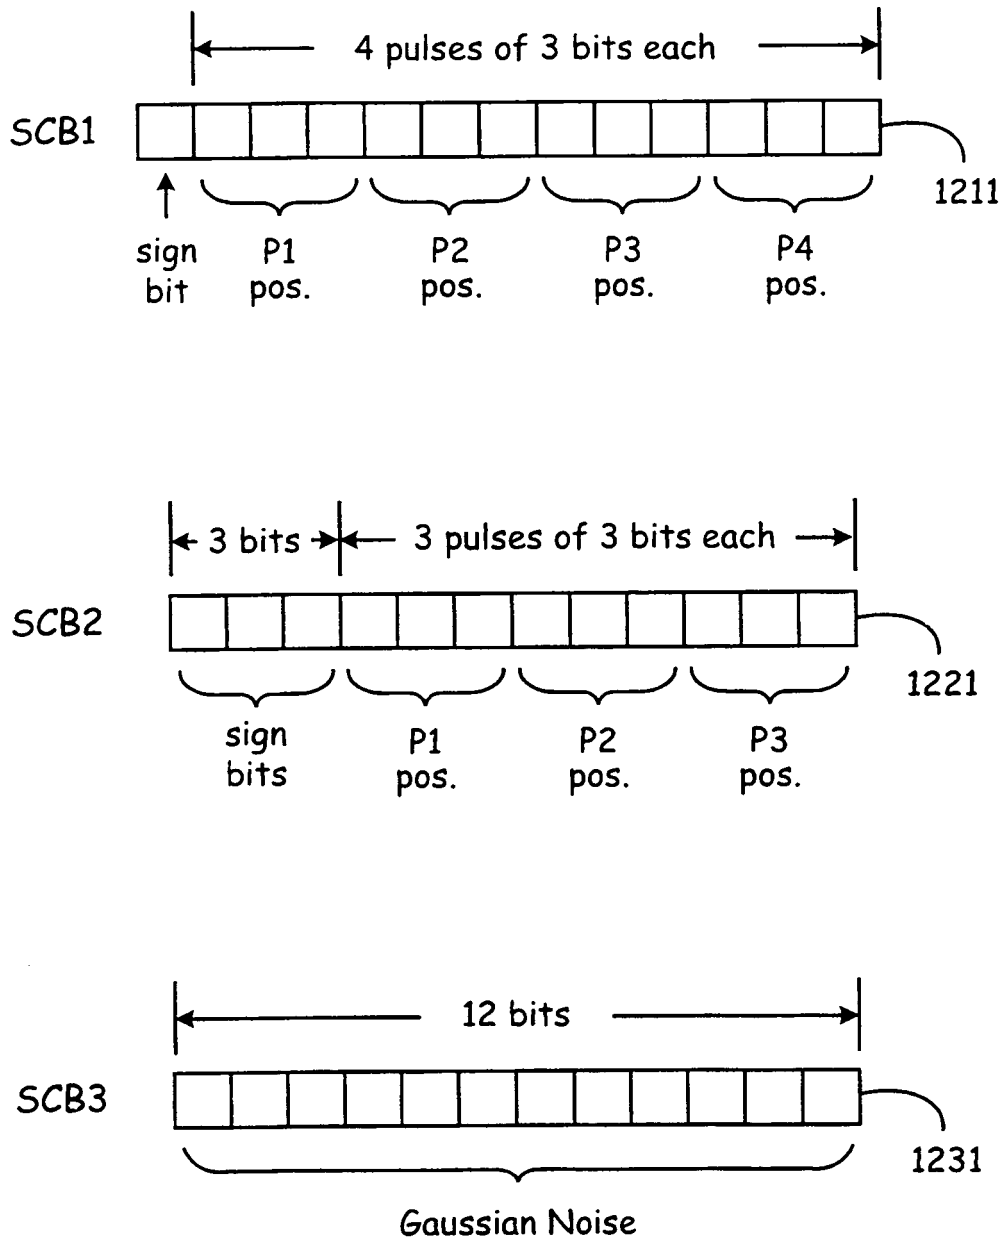 4 pulses of 3 bits each
SCB1
1211
sign bit
P1 pos.
P2 pos.
P3 pos.
P4 pos.
3 bits
3 pulses of 3 bits each
SCB2
1221
sign bits
P1 pos.
P2 pos.
P3 pos.
12 bits
SCB3
1231
Gaussian Noise